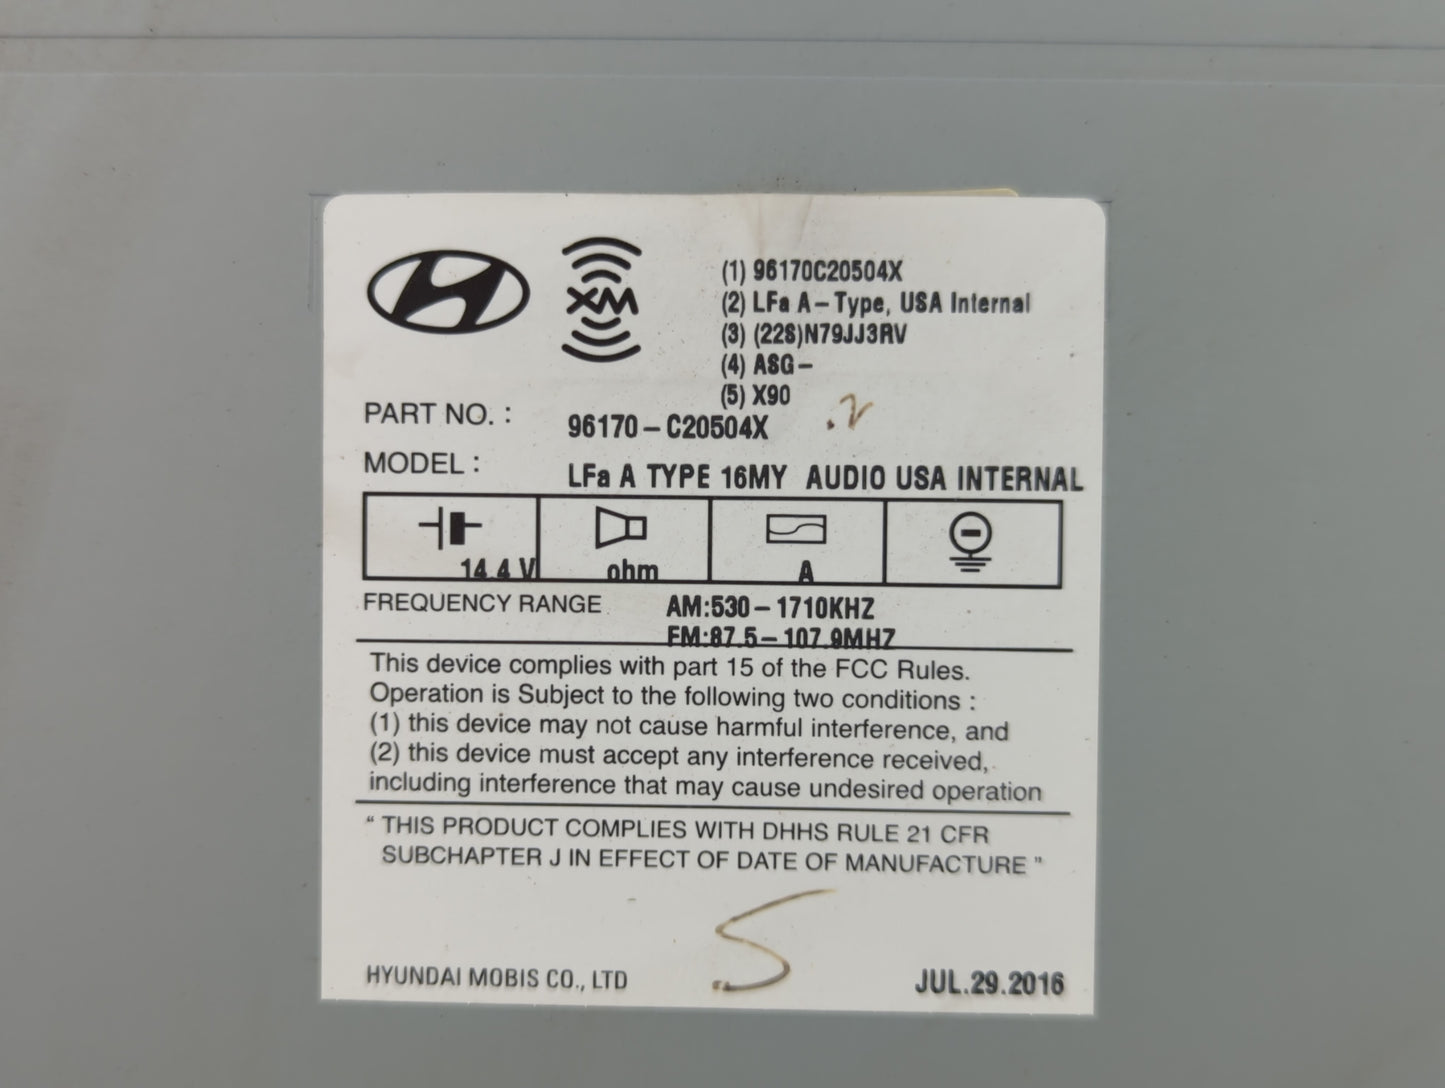 XM
(1) 96170C20504X
(2) LFa A-Type, USA Internal
(3) (22S)N79JJ3RV
(4) ASG-
(5) X90
PART NO. : 96170-C20504X
.2
MODEL : LFa A TYPE 16MY AUDIO USA INTERNAL
14.4 V ohm A
FREQUENCY RANGE AM:530-1710KHZ
FM:87.5-107.9MHZ
This device complies with part 15 of the FCC Rules.
Operation is Subject to the following two conditions :
(1) this device may not cause harmful interference, and
(2) this device must accept any interference received,
including interference that may cause undesired operation
“ THIS PRODUCT COMPLIES WITH DHHS RULE 21 CFR
SUBCHAPTER J IN EFFECT OF DATE OF MANUFACTURE ”
5
HYUNDAI MOBIS CO., LTD JUL.29.2016